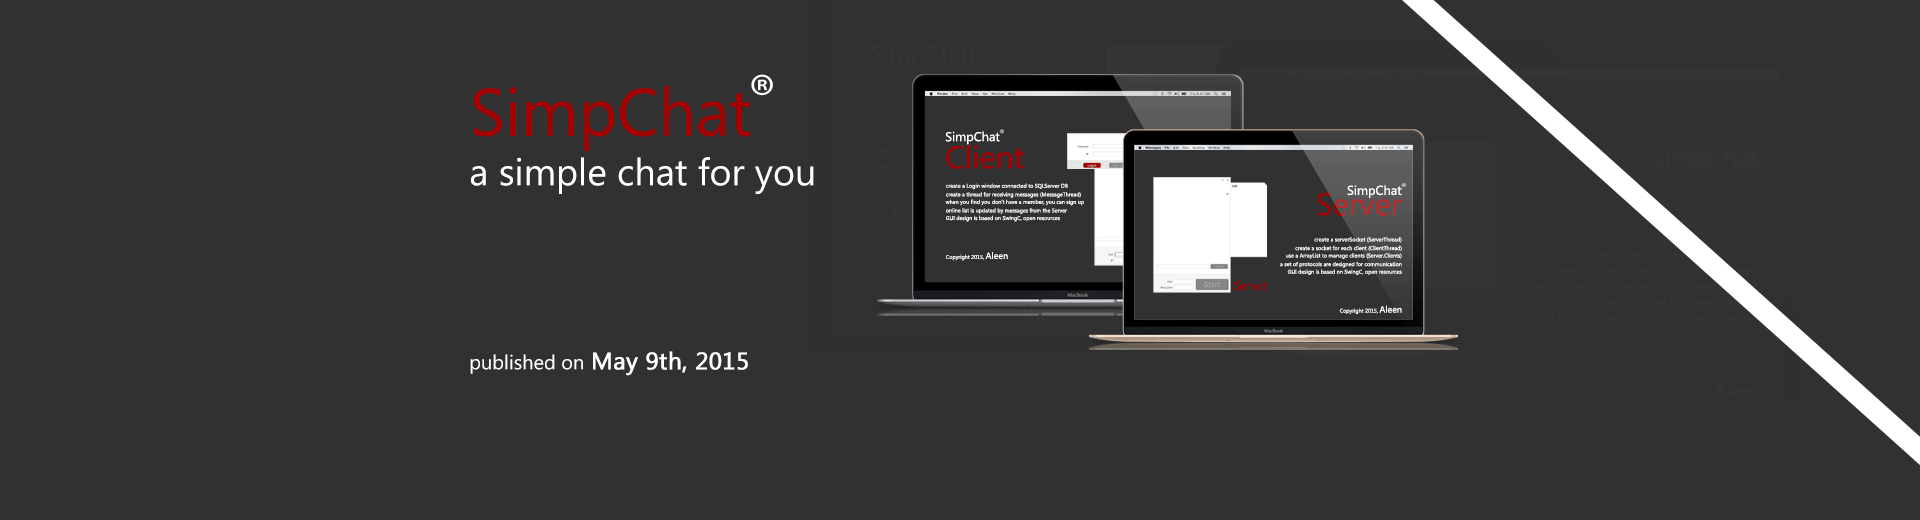 SimpChat®
a simple chat for you
published on May 9th, 2015
SimpChat®
Client
create a Login window connected to SQLServer DB
create a thread for receiving messages (MessageThread)
when you find you don't have a member, you can sign up
online list is updated by messages from the Server
GUI design is based on SwingC, open resources
Copyright 2015, Aleen
MacBook
SimpChat®
Server
create a serverSocket (ServerThread)
create a socket for each client (ClientThread)
use a ArrayList to manage clients (Server.Clients)
a set of protocols are designed for communication
GUI design is based on SwingC, open resources
Start
Server
Copyright 2015, Aleen
MacBook